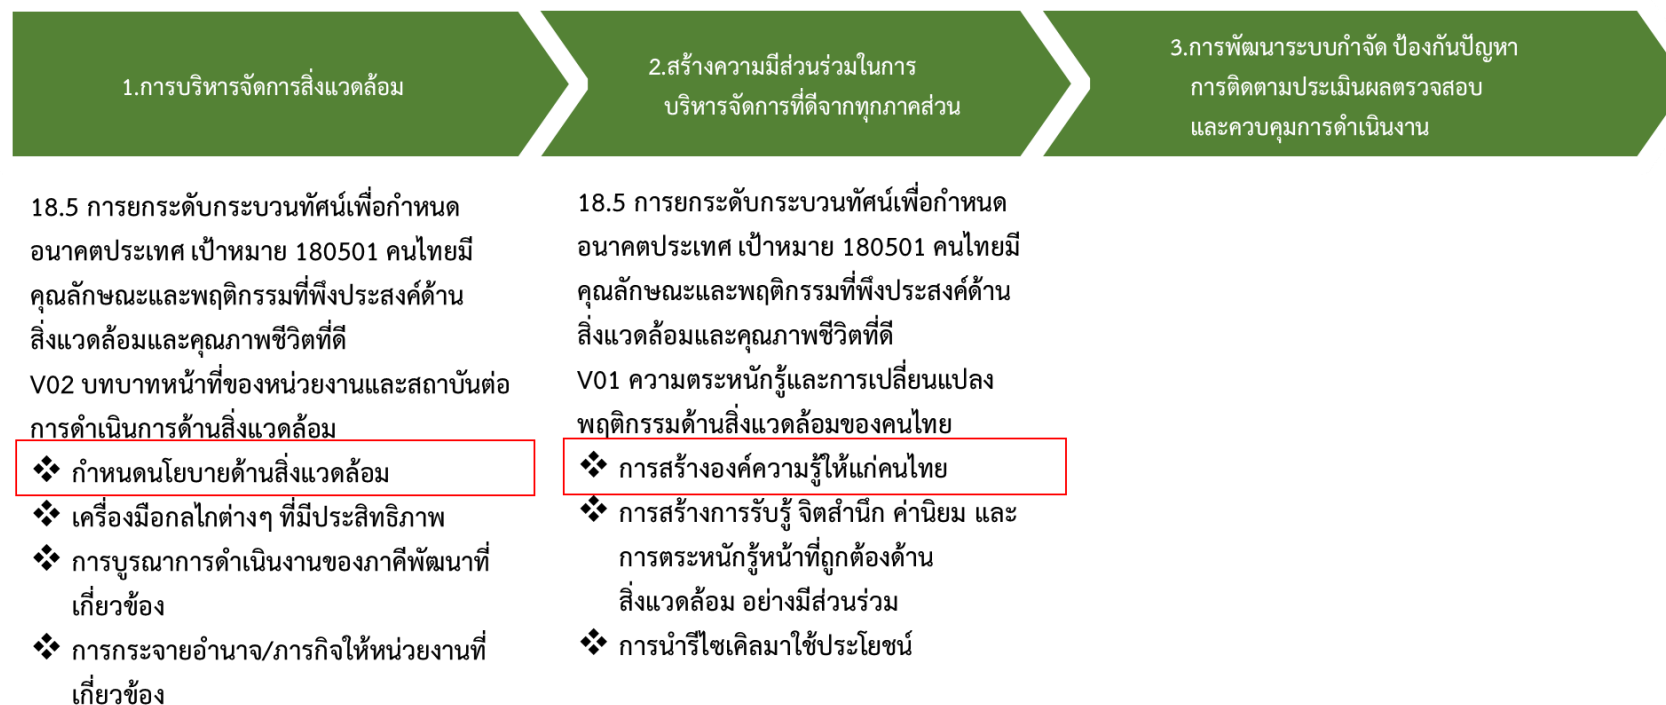 1.การบริหารจัดการสิ่งแวดล้อม
2.สร้างความมีส่วนร่วมในการ
บริหารจัดการที่ดีจากทุกภาคส่วน
3.การพัฒนาระบบกำจัด ป้องกันปัญหา
การติดตามประเมินผลตรวจสอบ
และควบคุมการดำเนินงาน
18.5 การยกระดับกระบวนทัศน์เพื่อกำหนด
อนาคตประเทศ เป้าหมาย 180501 คนไทยมี
คุณลักษณะและพฤติกรรมที่พึงประสงค์ด้าน
สิ่งแวดล้อมและคุณภาพชีวิตที่ดี
V02 บทบาทหน้าที่ของหน่วยงานและสถาบันต่อ
การดำเนินการด้านสิ่งแวดล้อม
❖ กำหนดนโยบายด้านสิ่งแวดล้อม
❖ เครื่องมือกลไกต่างๆ ที่มีประสิทธิภาพ
❖ การบูรณาการดำเนินงานของภาคีพัฒนาที่
เกี่ยวข้อง
❖ การกระจายอำนาจ/ภารกิจให้หน่วยงานที่
เกี่ยวข้อง
18.5 การยกระดับกระบวนทัศน์เพื่อกำหนด
อนาคตประเทศ เป้าหมาย 180501 คนไทยมี
คุณลักษณะและพฤติกรรมที่พึงประสงค์ด้าน
สิ่งแวดล้อมและคุณภาพชีวิตที่ดี
V01 ความตระหนักรู้และการเปลี่ยนแปลง
พฤติกรรมด้านสิ่งแวดล้อมของคนไทย
❖ การสร้างองค์ความรู้ให้แก่คนไทย
❖ การสร้างการรับรู้ จิตสำนึก ค่านิยม และ
การตระหนักรู้หน้าที่ถูกต้องด้าน
สิ่งแวดล้อม อย่างมีส่วนร่วม
❖ การนำรีไซเคิลมาใช้ประโยชน์